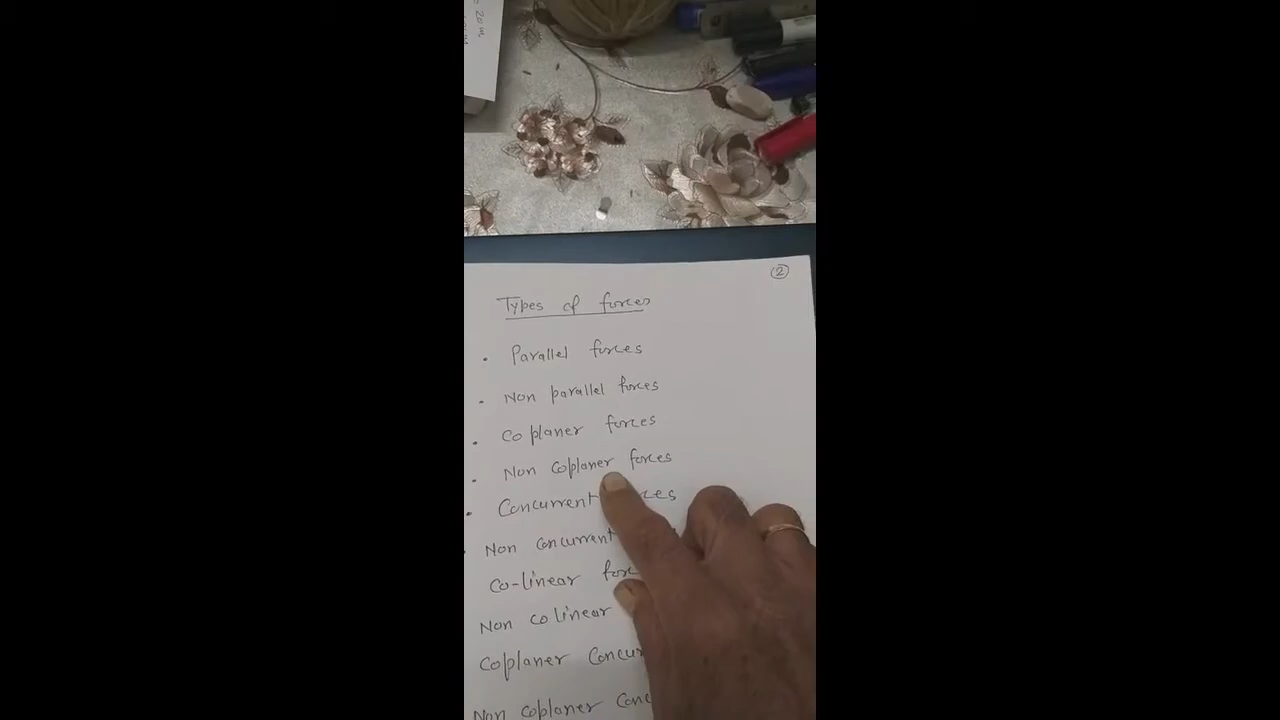 20 m
2
Types of forces
. Parallel forces
. Non parallel forces
. Co planer forces
. Non coplaner forces
. Concurrent
. Non concurrent
Co-linear
Non co linear
Coplaner
Non coplaner